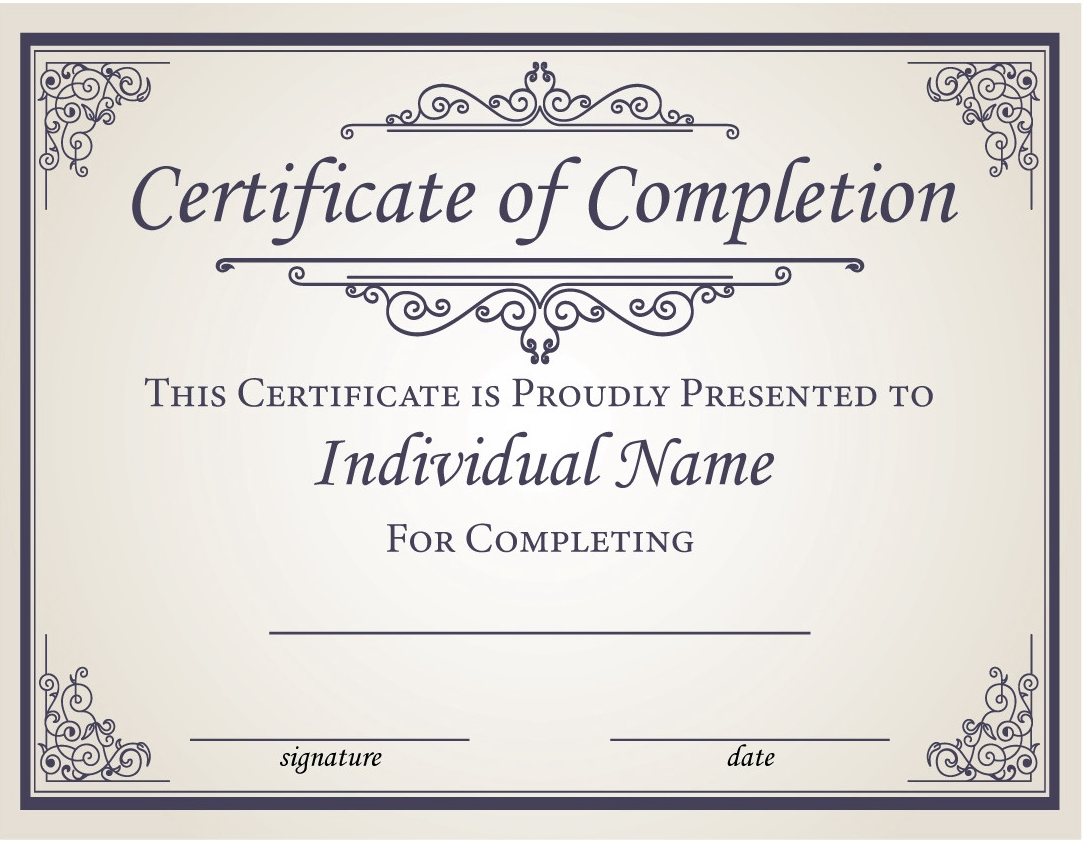 Certificate of Completion
This Certificate is Proudly Presented to
Individual Name
For Completing
signature date